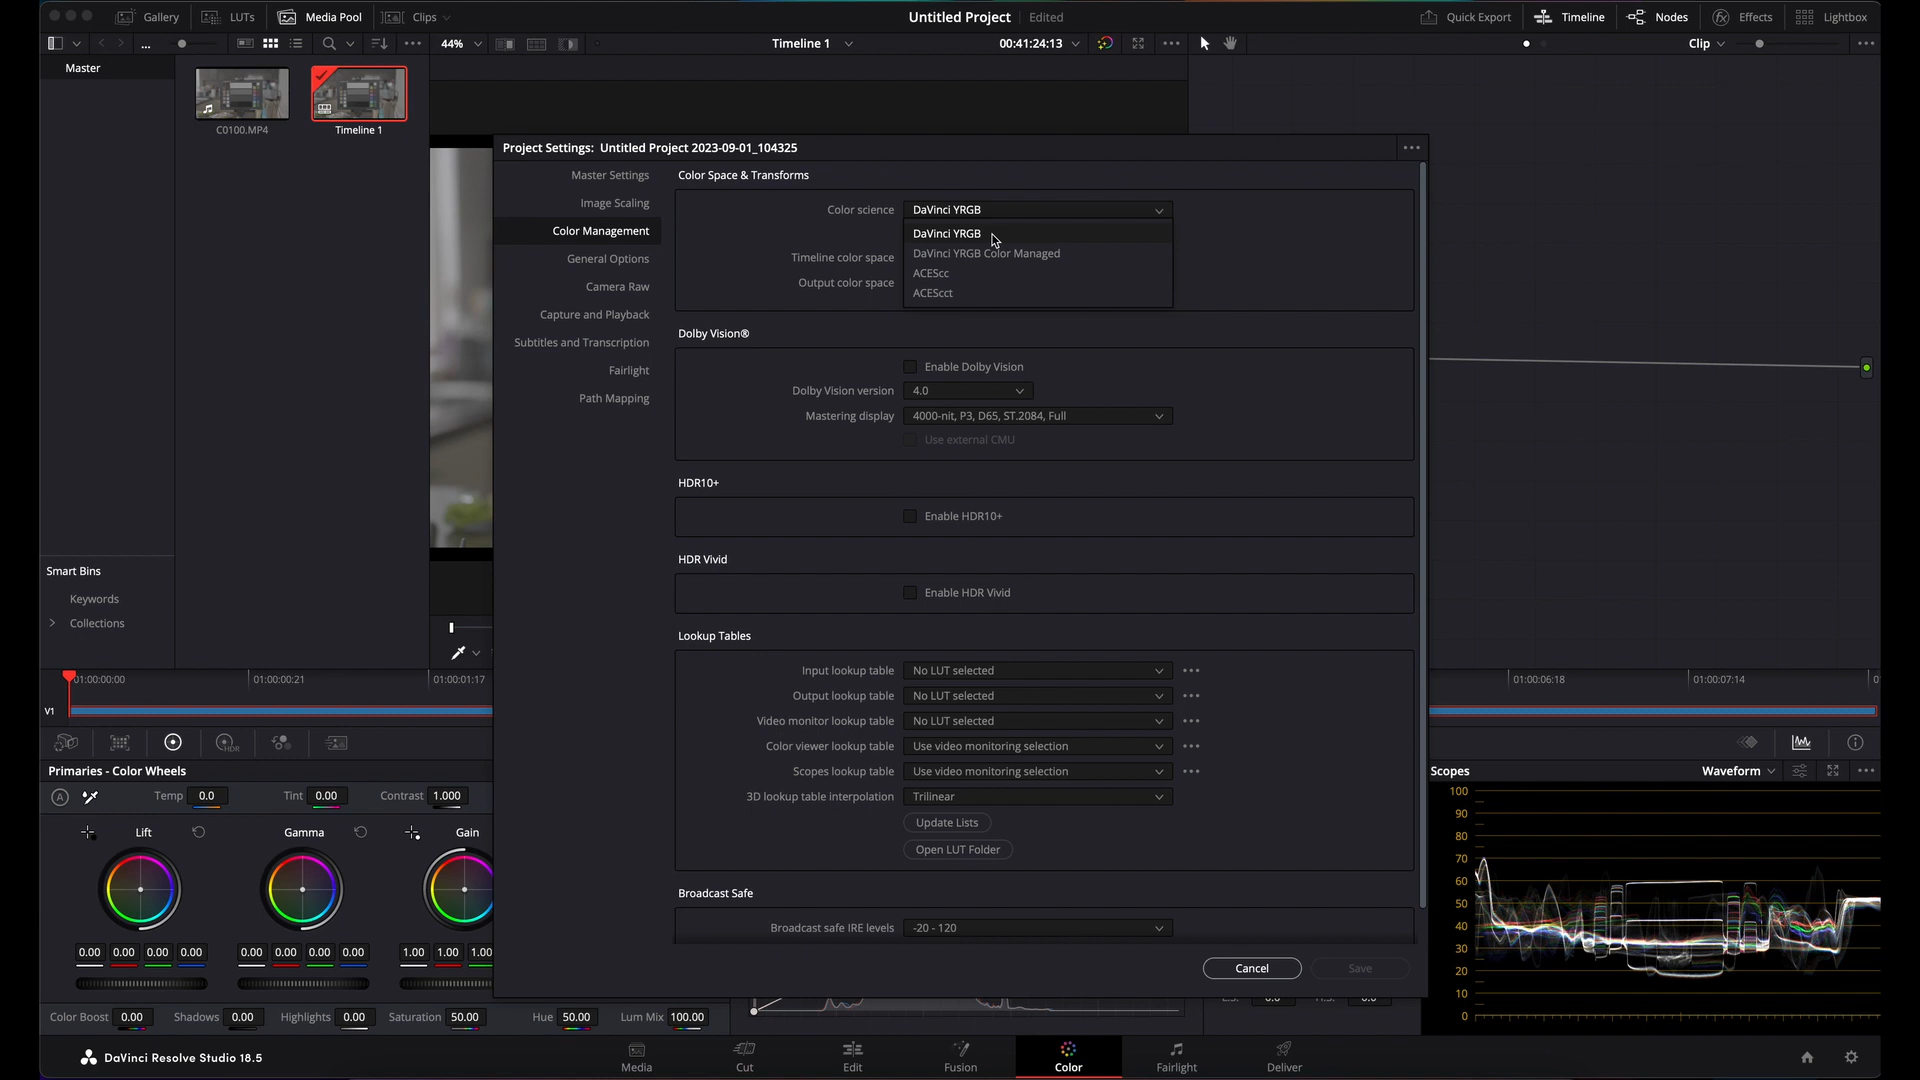 Gallery LUTs Media Pool Clips Untitled Project Edited Quick Export Timeline Nodes Effects Lightbox
... 44% Timeline 1 00:41:24:13 Clip
Master
C0100.MP4 Timeline 1
Project Settings: Untitled Project 2023-09-01_104325
Master Settings
Image Scaling
Color Management
General Options
Camera Raw
Capture and Playback
Subtitles and Transcription
Fairlight
Path Mapping
Color Space & Transforms
Color science DaVinci YRGB
DaVinci YRGB
DaVinci YRGB Color Managed
ACEScc
ACEScct
Timeline color space
Output color space
Dolby Vision®
Enable Dolby Vision
Dolby Vision version 4.0
Mastering display 4000-nit, P3, D65, ST.2084, Full
Use external CMU
HDR10+
Enable HDR10+
HDR Vivid
Enable HDR Vivid
Lookup Tables
Input lookup table No LUT selected
Output lookup table No LUT selected
Video monitor lookup table No LUT selected
Color viewer lookup table Use video monitoring selection
Scopes lookup table Use video monitoring selection
3D lookup table interpolation Trilinear
Update Lists
Open LUT Folder
Broadcast Safe
Broadcast safe IRE levels -20 - 120
Cancel Save
Smart Bins
Keywords
Collections
01:00:00:00 01:00:00:21 01:00:01:17 01:00:06:18 01:00:07:14
V1
HDR
Primaries - Color Wheels
A Temp 0.0 Tint 0.00 Contrast 1.000
Lift Gamma Gain
0.00 0.00 0.00 0.00 0.00 0.00 0.00 0.00 1.00 1.00 1.00
Color Boost 0.00 Shadows 0.00 Highlights 0.00 Saturation 50.00 Hue 50.00 Lum Mix 100.00
Scopes Waveform
100
90
80
70
60
50
40
30
20
10
0
DaVinci Resolve Studio 18.5 Media Cut Edit Fusion Color Fairlight Deliver